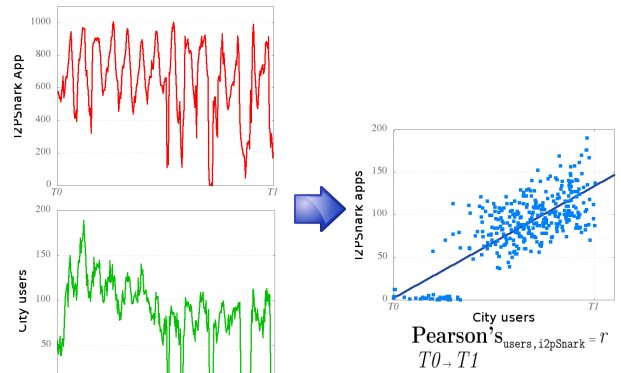 1000
800
600
400
200
0
I2PSnark App
T0 T1
200
150
100
50
City users
200
150
100
50
0
I2PSnark apps
T0 T1
City users
Pearson's users, i2pSnark = r
T0 → T1